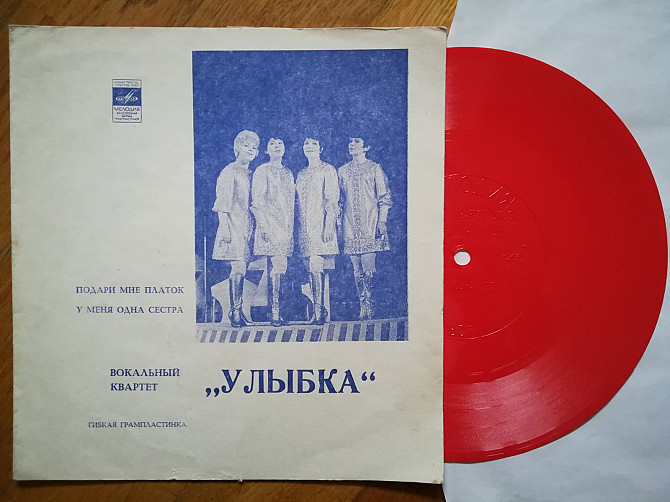 МЕЛОДИЯ
ПОДАРИ МНЕ ПЛАТОК
У МЕНЯ ОДНА СЕСТРА
ВОКАЛЬНЫЙ
КВАРТЕТ
„УЛЫБКА“
ГИБКАЯ ГРАМПЛАСТИНКА